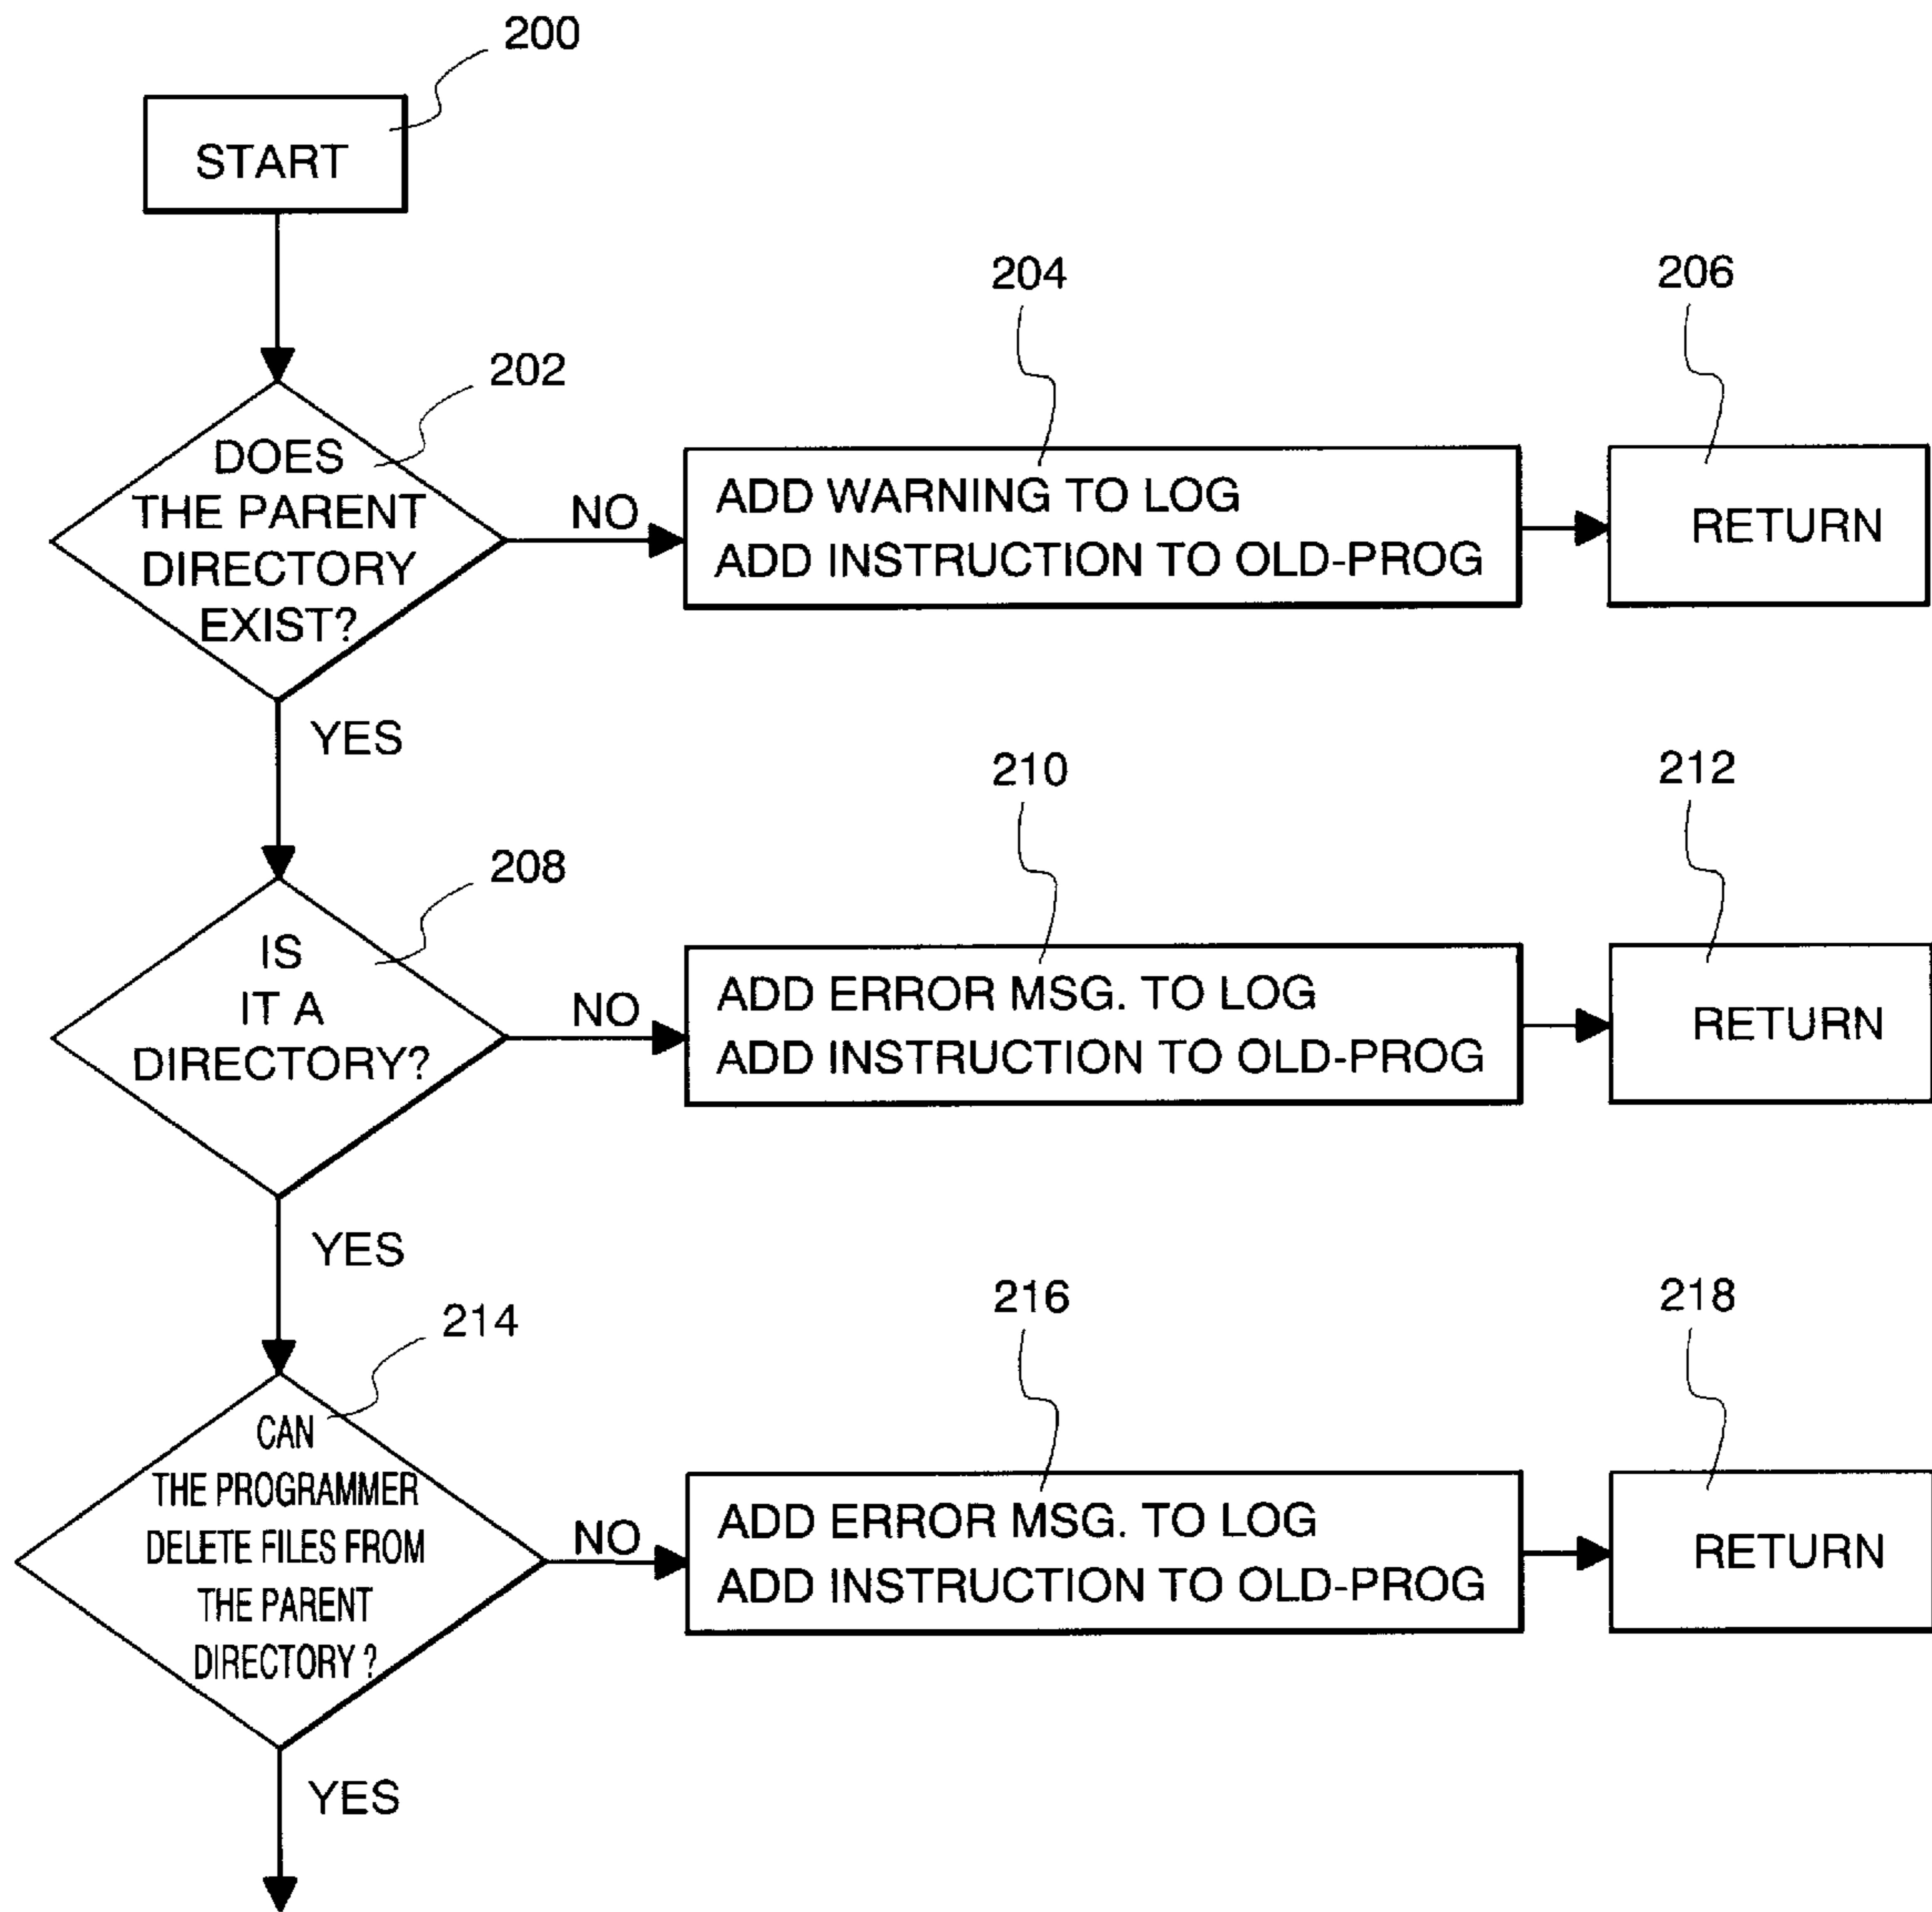 200
START
202
DOES
THE PARENT
DIRECTORY
EXIST?
NO
204
ADD WARNING TO LOG
ADD INSTRUCTION TO OLD-PROG
206
RETURN
YES
208
IS
IT A
DIRECTORY?
NO
210
ADD ERROR MSG. TO LOG
ADD INSTRUCTION TO OLD-PROG
212
RETURN
YES
214
CAN
THE PROGRAMMER
DELETE FILES FROM
THE PARENT
DIRECTORY ?
NO
216
ADD ERROR MSG. TO LOG
ADD INSTRUCTION TO OLD-PROG
218
RETURN
YES